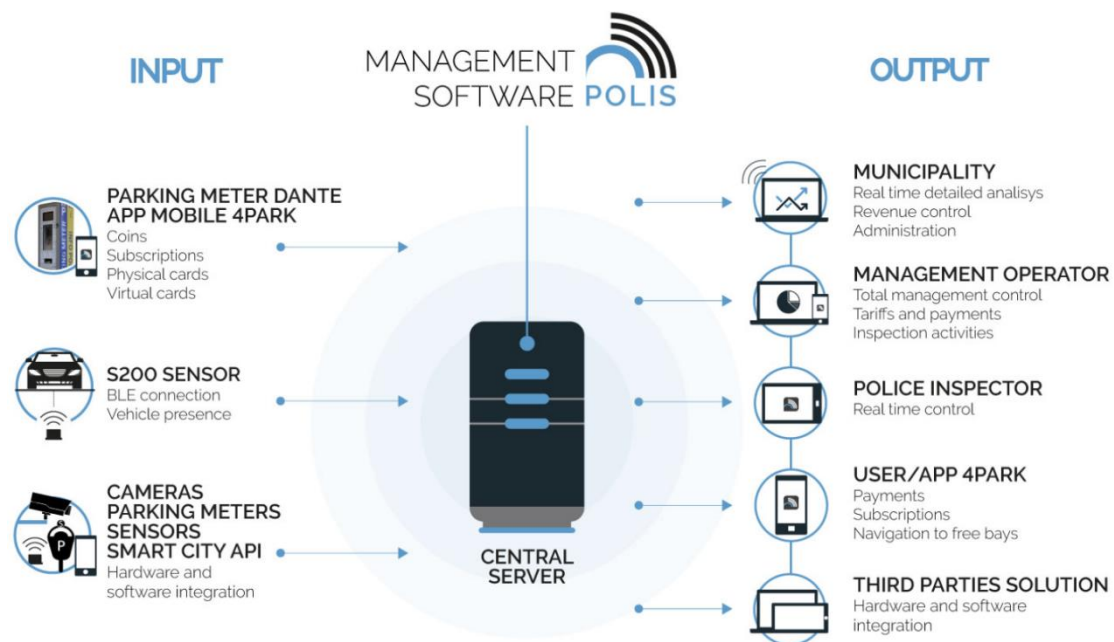 INPUT
MANAGEMENT
SOFTWARE POLIS
OUTPUT
PARKING METER DANTE
APP MOBILE 4PARK
Coins
Subscriptions
Physical cards
Virtual cards
S200 SENSOR
BLE connection
Vehicle presence
CAMERAS
PARKING METERS
SENSORS
SMART CITY API
Hardware and
software integration
P
CENTRAL
SERVER
MUNICIPALITY
Real time detailed analisys
Revenue control
Administration
MANAGEMENT OPERATOR
Total management control
Tariffs and payments
Inspection activities
POLICE INSPECTOR
Real time control
USER/APP 4PARK
Payments
Subscriptions
Navigation to free bays
THIRD PARTIES SOLUTION
Hardware and software
integration